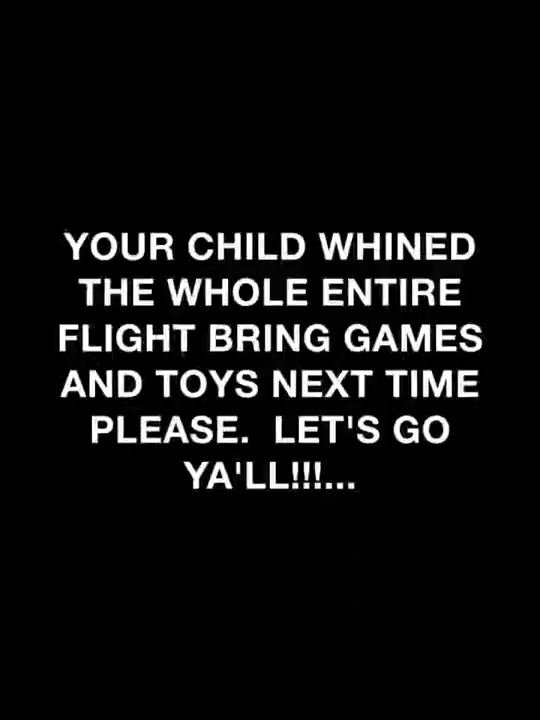 YOUR CHILD WHINED
THE WHOLE ENTIRE
FLIGHT BRING GAMES
AND TOYS NEXT TIME
PLEASE.  LET'S GO
YA'LL!!!...